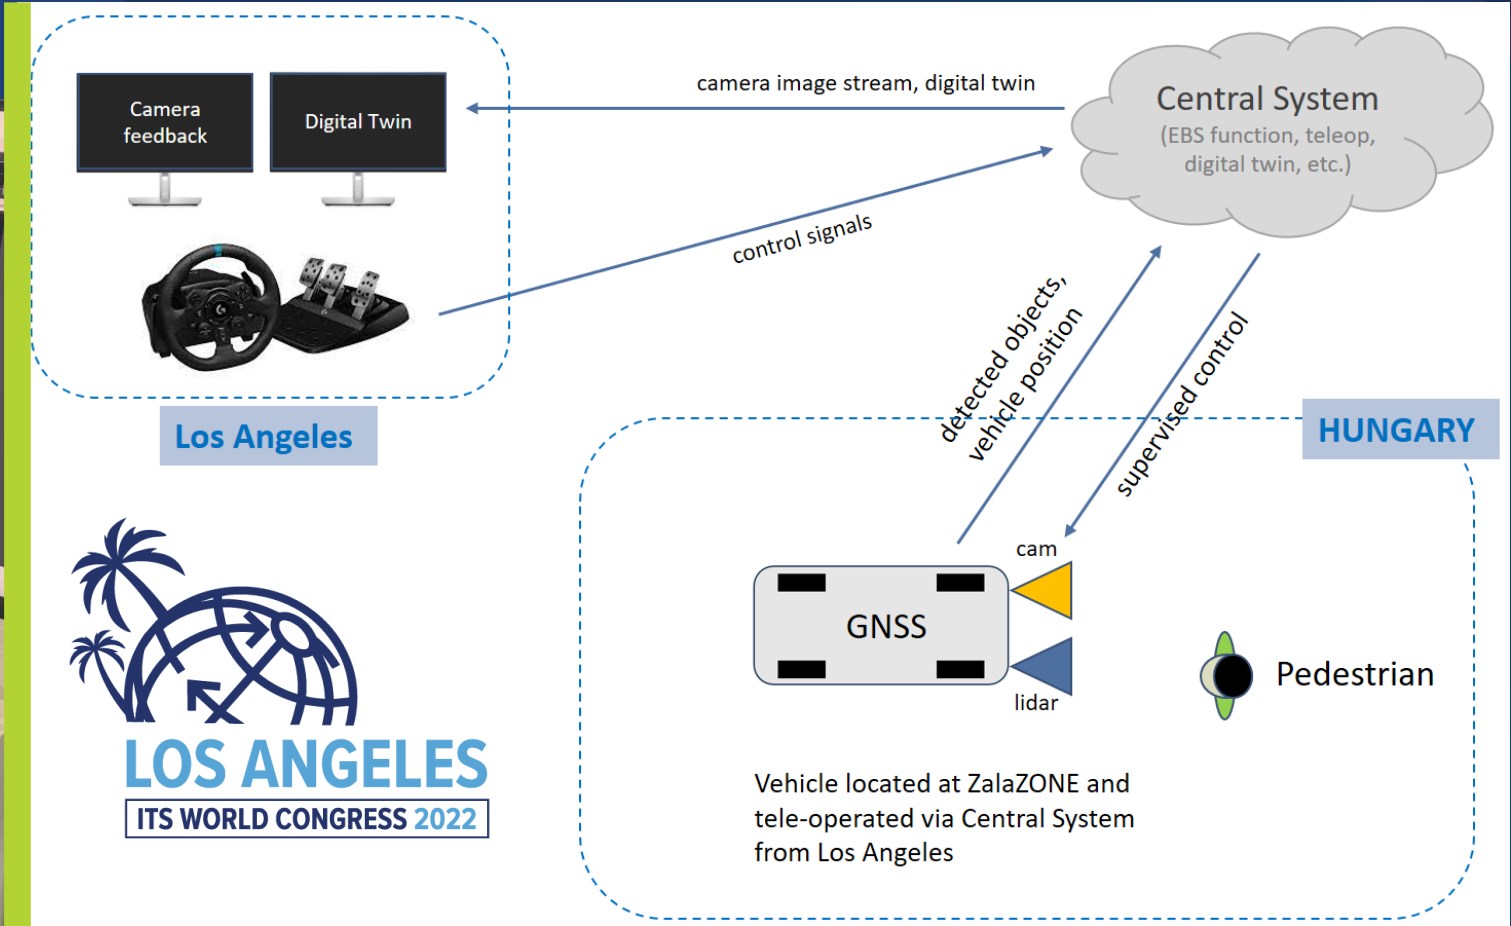 Camera
feedback
Digital Twin
camera image stream, digital twin
Central System
(EBS function, teleop,
digital twin, etc.)
control signals
detected objects,
vehicle position
supervised control
Los Angeles
HUNGARY
cam
GNSS
lidar
Pedestrian
Vehicle located at ZalaZONE and
tele-operated via Central System
from Los Angeles
LOS ANGELES
ITS WORLD CONGRESS 2022